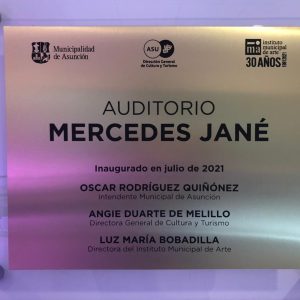 Municipalidad
de Asunción
ASU
Dirección General
de Cultura y Turismo
ima
instituto
municipal
de arte
30 AÑOS
AUDITORIO
MERCEDES JANÉ
Inaugurado en julio de 2021
OSCAR RODRÍGUEZ QUIÑÓNEZ
Intendente Municipal de Asunción
ANGIE DUARTE DE MELILLO
Directora General de Cultura y Turismo
LUZ MARÍA BOBADILLA
Directora del Instituto Municipal de Arte